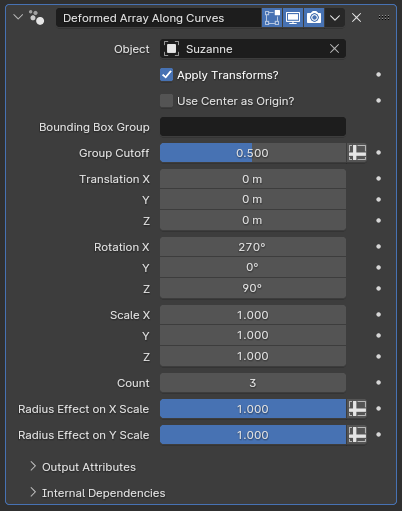 Deformed Array Along Curves
Object Suzanne
Apply Transforms?
Use Center as Origin?
Bounding Box Group
Group Cutoff 0.500
Translation X 0 m
Y 0 m
Z 0 m
Rotation X 270°
Y 0°
Z 90°
Scale X 1.000
Y 1.000
Z 1.000
Count 3
Radius Effect on X Scale 1.000
Radius Effect on Y Scale 1.000
Output Attributes
Internal Dependencies